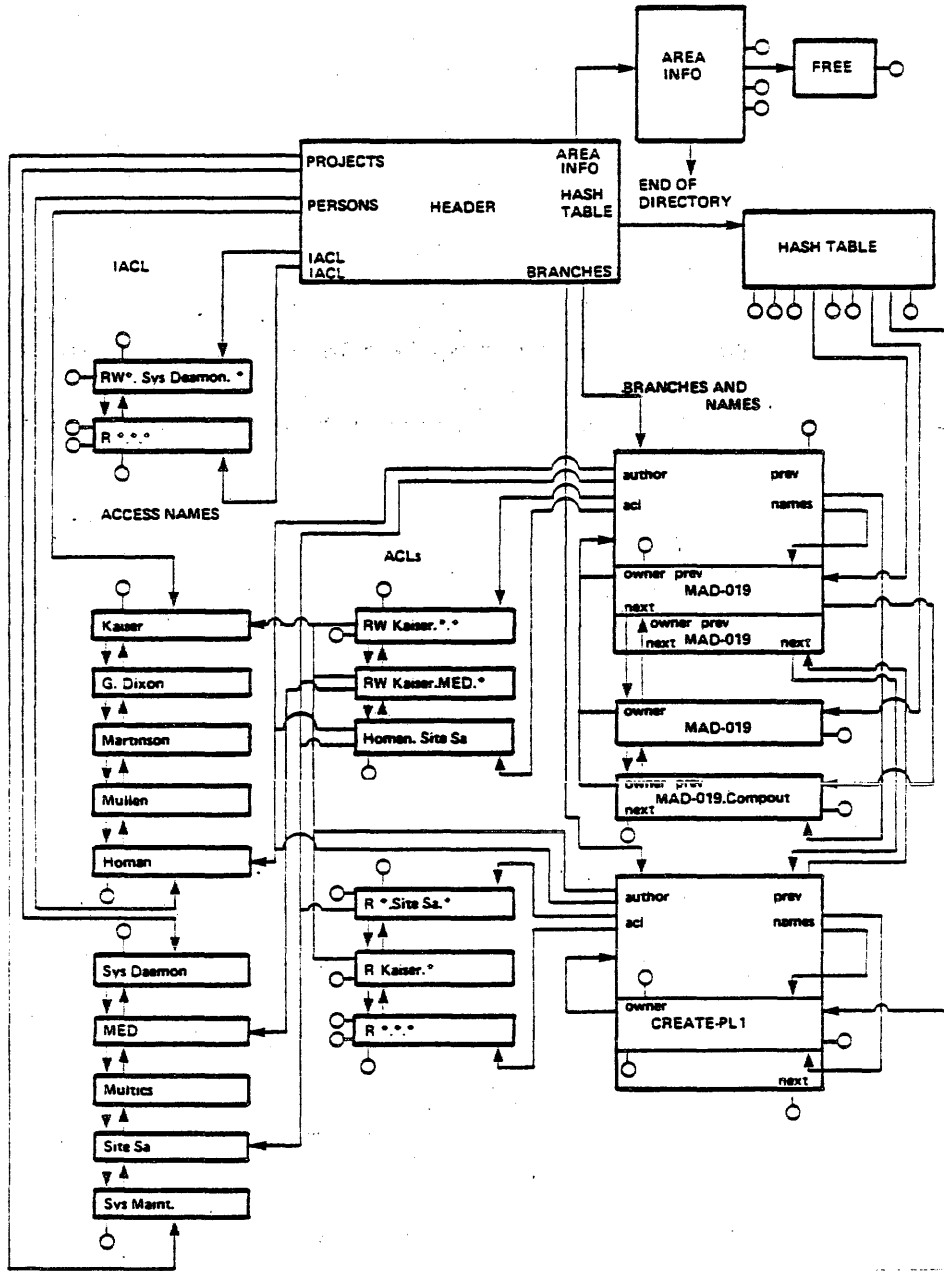 AREA
INFO
FREE
PROJECTS
AREA
INFO
PERSONS
HEADER
HASH
TABLE
END OF
DIRECTORY
HASH TABLE
IACL
IACL
IACL
BRANCHES
RW*. Sys Deamon. *
R *.*.*
BRANCHES AND
NAMES
ACCESS NAMES
ACLs
author prev
acl names
owner prev
MAD-019
next
owner prev
MAD-019
next next
Kaiser
G. Dixon
Martinson
Mullen
Homan
RW Kaiser.*.*
RW Kaiser.MED.*
Homen. Site Sa
owner
MAD-019
owner prev
MAD-019.Compout
next
R *.Site Sa.*
R Kaiser.*
R *.*.*
author prev
acl names
owner
CREATE-PL1
next
Sys Daemon
MED
Multics
Site Sa
Sys Maint.